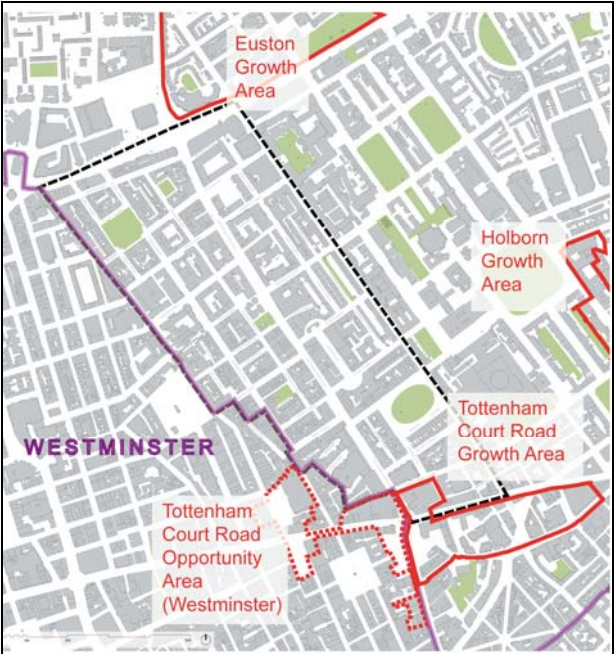 Euston
Growth
Area
Holborn
Growth
Area
Tottenham
Court Road
Growth Area
WESTMINSTER
Tottenham
Court Road
Opportunity
Area
(Westminster)